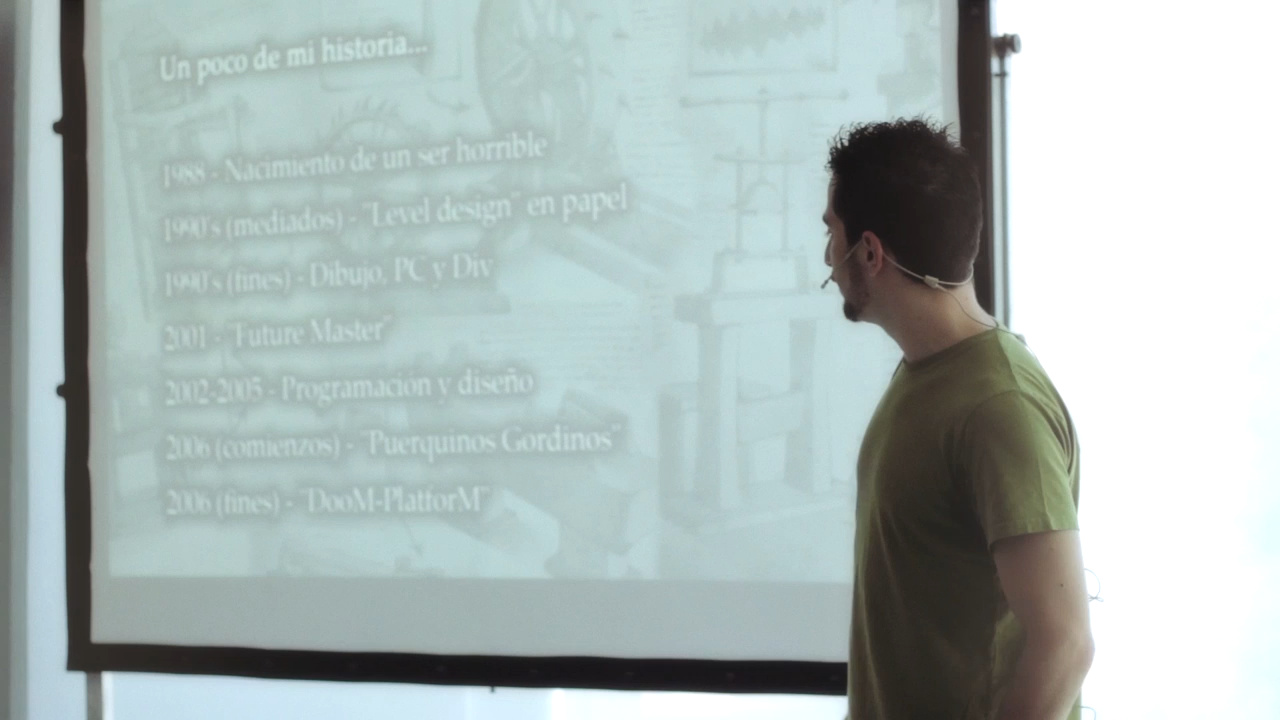 Un poco de mi historia...
1988 - Nacimiento de un ser horrible
1990's (mediados) - "Level design" en papel
1990's (fines) - Dibujo, PC y Div
2001 - "Future Master"
2002-2005 - Programación y diseño
2006 (comienzos) - "Puerquinos Gordinos"
2006 (fines) - "DooM-PlatforM"